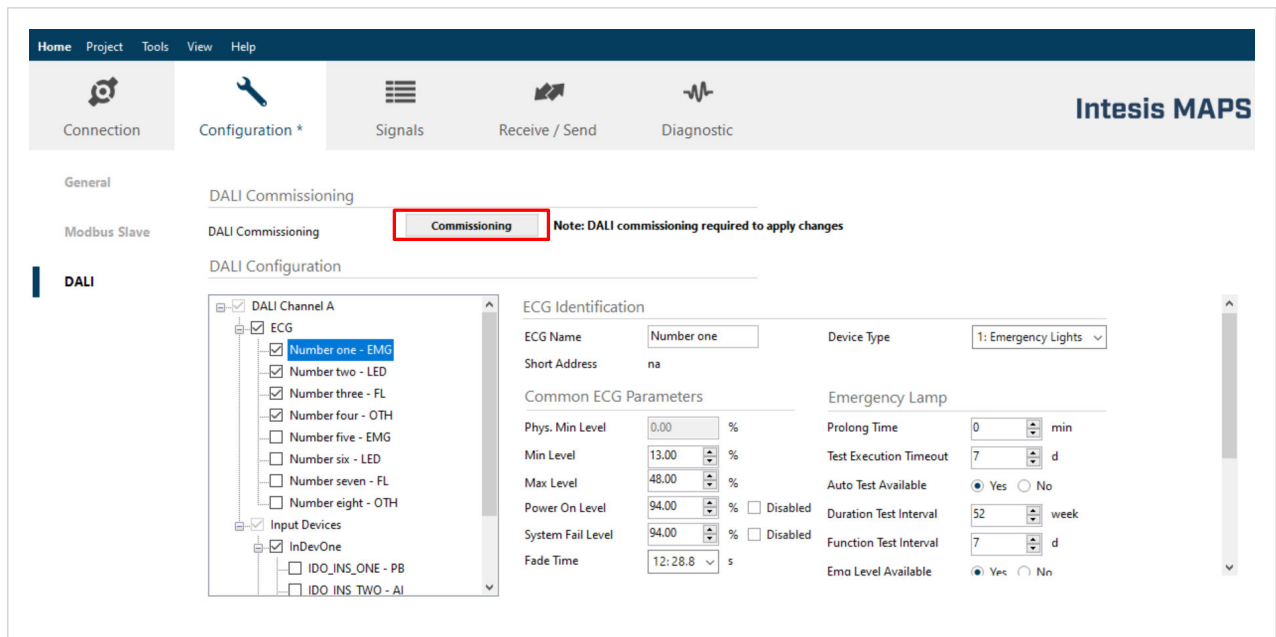 Home Project Tools View Help
Connection Configuration * Signals Receive / Send Diagnostic
Intesis MAPS
General
Modbus Slave
DALI
DALI Commissioning
DALI Commissioning Commissioning Note: DALI commissioning required to apply changes
DALI Configuration
DALI Channel A
ECG
Number one - EMG
Number two - LED
Number three - FL
Number four - OTH
Number five - EMG
Number six - LED
Number seven - FL
Number eight - OTH
Input Devices
InDevOne
IDO_INS_ONE - PB
IDO_INS_TWO - AI
ECG Identification
ECG Name Number one Device Type 1: Emergency Lights
Short Address na
Common ECG Parameters
Phys. Min Level 0.00 %
Min Level 13.00 %
Max Level 48.00 %
Power On Level 94.00 % Disabled
System Fail Level 94.00 % Disabled
Fade Time 12: 28.8 s
Emergency Lamp
Prolong Time 0 min
Test Execution Timeout 7 d
Auto Test Available Yes No
Duration Test Interval 52 week
Function Test Interval 7 d
Emg Level Available Yes No